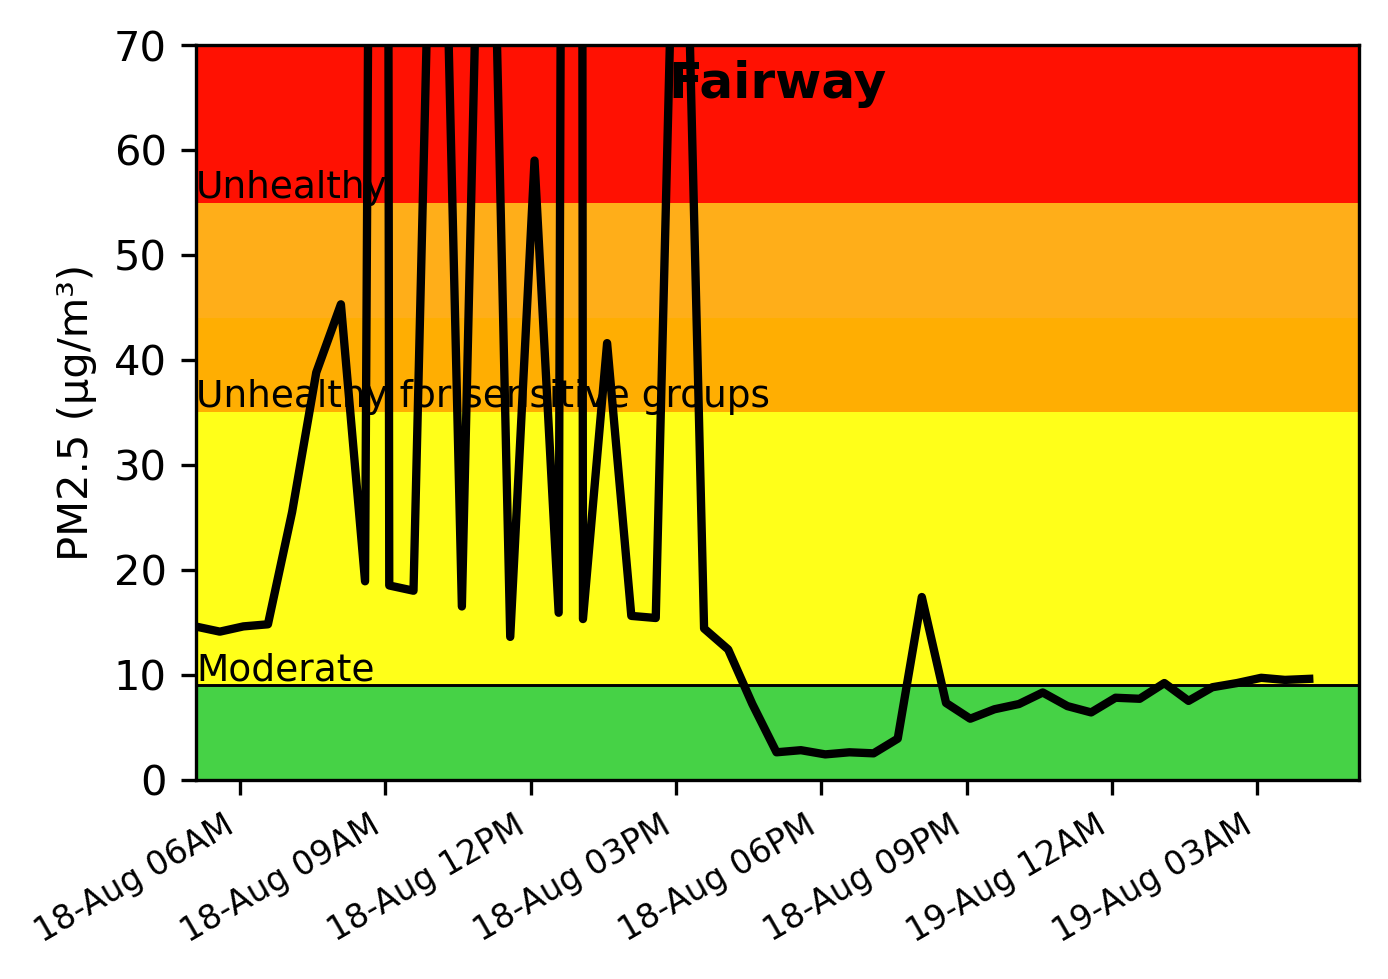 Fairway
PM2.5 (µg/m³)
70
60
50
40
30
20
10
0
Unhealthy
Unhealthy for sensitive groups
Moderate
18-Aug 06AM
18-Aug 09AM
18-Aug 12PM
18-Aug 03PM
18-Aug 06PM
18-Aug 09PM
19-Aug 12AM
19-Aug 03AM